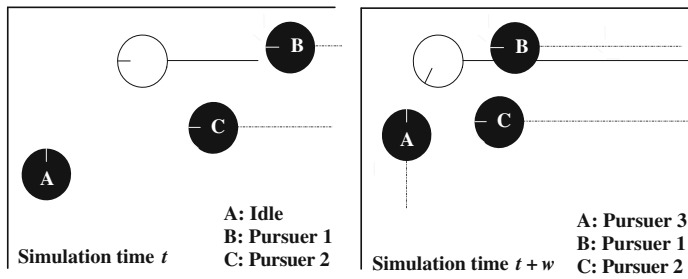 B
C
A
A: Idle
B: Pursuer 1
C: Pursuer 2
Simulation time t
B
C
A
A: Pursuer 3
B: Pursuer 1
C: Pursuer 2
Simulation time t + w